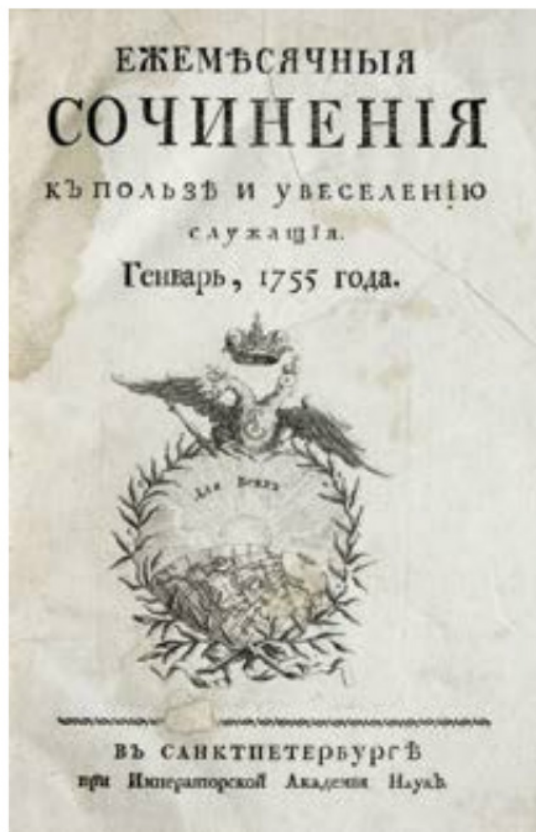 ЕЖЕМѢСЯЧНЫЯ
СОЧИНЕНІЯ
КЪ ПОЛЬЗѢ И УВЕСЕЛЕНІЮ
СЛУЖАЩІЯ.
Генварь, 1755 года.
Для Всѣхъ
ВЪ САНКТПЕТЕРБУРГѢ
при Императорской Академіи Наукъ.